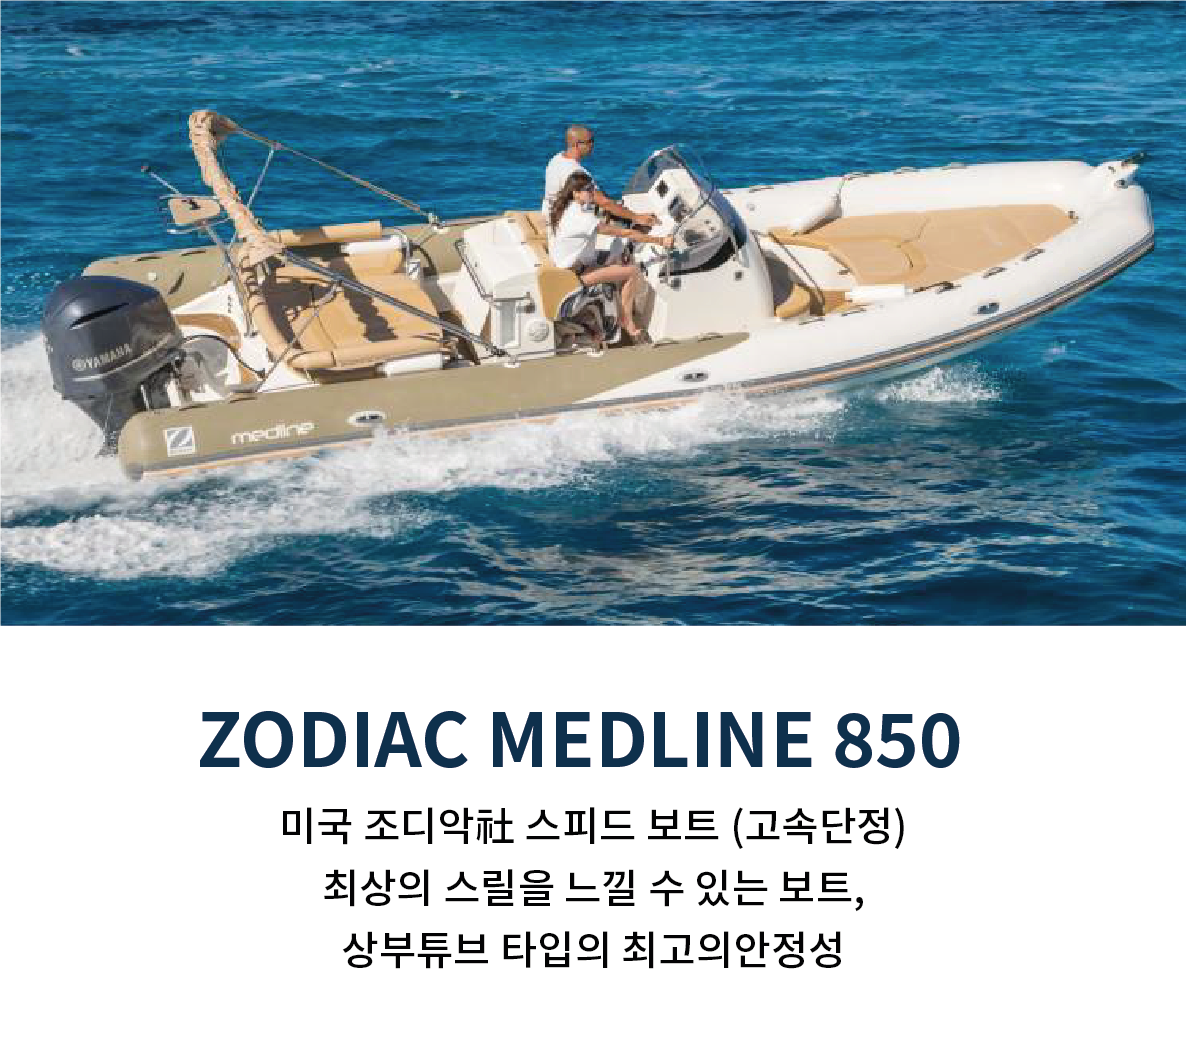 YAMAHA
Z medline
ZODIAC MEDLINE 850
미국 조디악社 스피드 보트 (고속단정)
최상의 스릴을 느낄 수 있는 보트,
상부튜브 타입의 최고의안정성